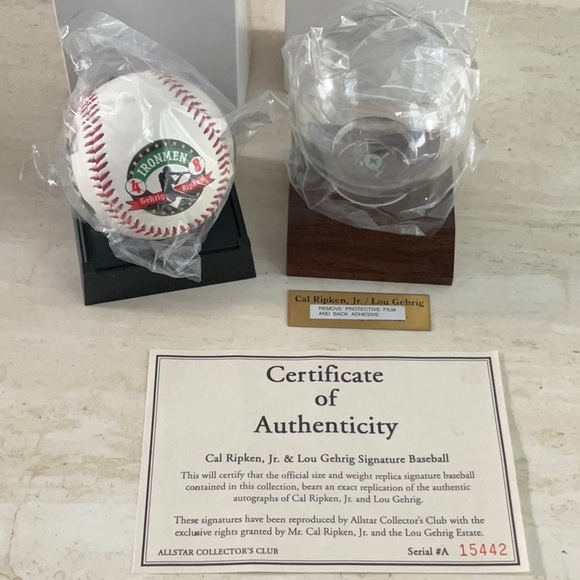 IRONMEN
4 8
Gehrig Ripken
Cal Ripken, Jr. / Lou Gehrig
REMOVE PROTECTIVE FILM
AND BACK ADHESIVE
Certificate
of
Authenticity
Cal Ripken, Jr. & Lou Gehrig Signature Baseball
This will certify that the official size and weight replica signature baseball
contained in this collection, bears an exact replication of the authentic
autographs of Cal Ripken, Jr. and Lou Gehrig.
These signatures have been reproduced by Allstar Collector's Club with the
exclusive rights granted by Mr. Cal Ripken, Jr. and the Lou Gehrig Estate.
ALLSTAR COLLECTOR'S CLUB Serial #A 15442